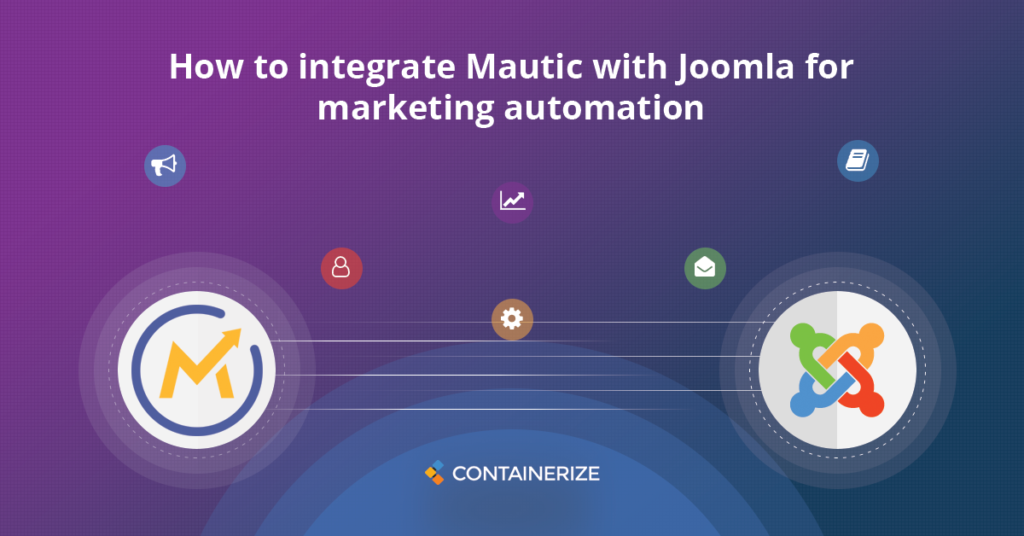 How to integrate Mautic with Joomla for
marketing automation
CONTAINERIZE